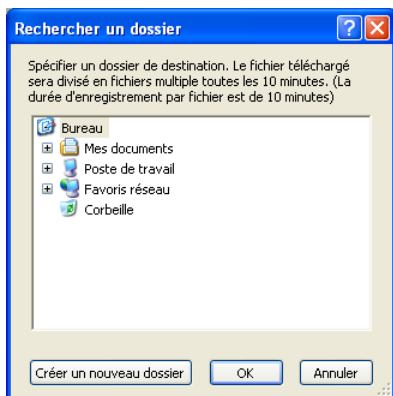 Rechercher un dossier
Spécifier un dossier de destination. Le fichier téléchargé
sera divisé en fichiers multiple toutes les 10 minutes. (La
durée d'enregistrement par fichier est de 10 minutes)
Bureau
Mes documents
Poste de travail
Favoris réseau
Corbeille
Créer un nouveau dossier OK Annuler